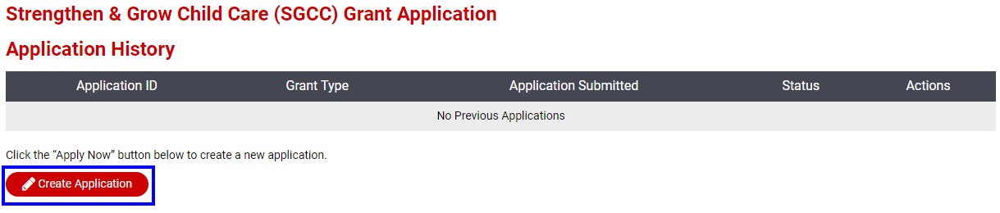 Strengthen & Grow Child Care (SGCC) Grant Application
Application History
Application ID Grant Type Application Submitted Status Actions
No Previous Applications
Click the “Apply Now” button below to create a new application.
Create Application